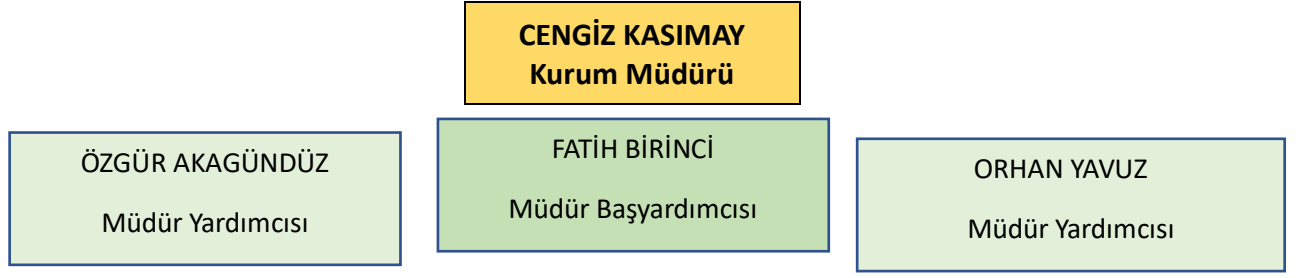 CENGİZ KASIMAY
Kurum Müdürü
ÖZGÜR AKAGÜNDÜZ
Müdür Yardımcısı
FATİH BİRİNCİ
Müdür Başyardımcısı
ORHAN YAVUZ
Müdür Yardımcısı